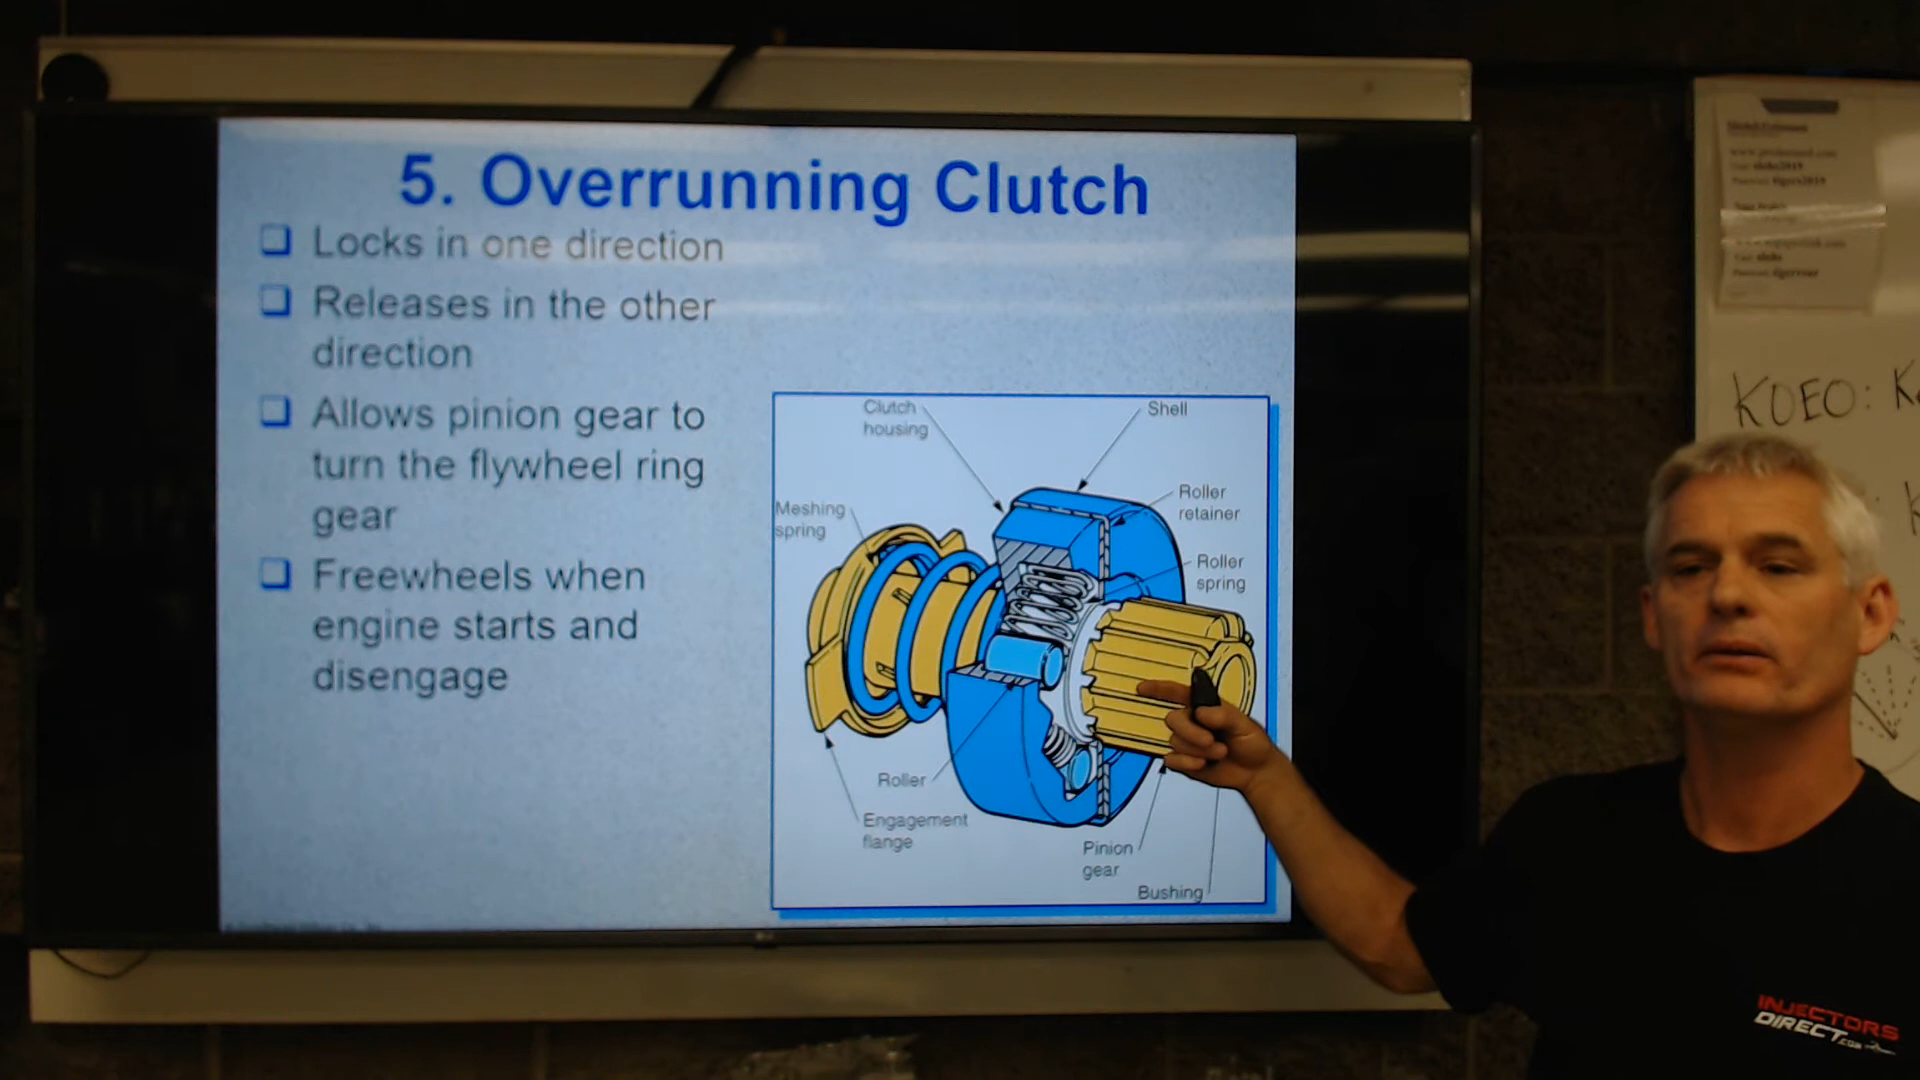 5. Overrunning Clutch
Locks in one direction
Releases in the other
direction
Allows pinion gear to
turn the flywheel ring
gear
Freewheels when
engine starts and
disengage
Clutch
housing
Shell
Roller
retainer
Meshing
spring
Roller
spring
Roller
Engagement
flange
Pinion
gear
Bushing
KOEO: K
INJECTORS
DIRECT.COM